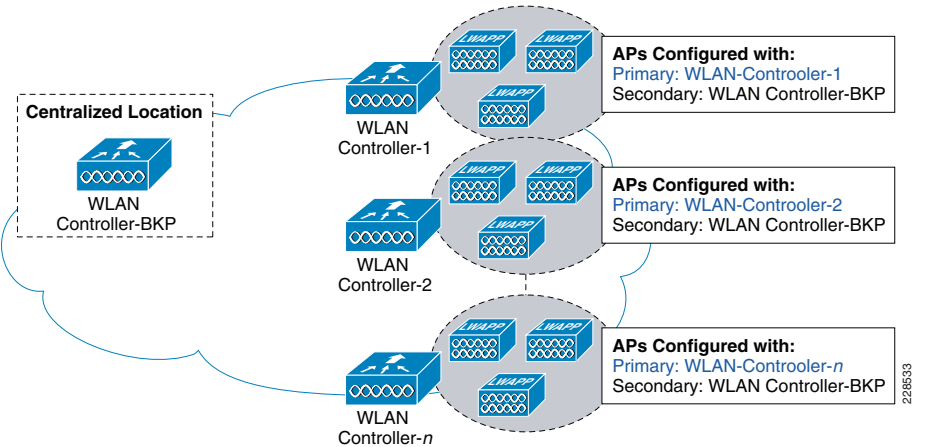 Centralized Location
WLAN
Controller-BKP
LWAPP
LWAPP
LWAPP
WLAN
Controller-1
APs Configured with:
Primary: WLAN-Controoler-1
Secondary: WLAN Controller-BKP
LWAPP
LWAPP
LWAPP
WLAN
Controller-2
APs Configured with:
Primary: WLAN-Controoler-2
Secondary: WLAN Controller-BKP
LWAPP
LWAPP
LWAPP
WLAN
Controller-n
APs Configured with:
Primary: WLAN-Controoler-n
Secondary: WLAN Controller-BKP
228533